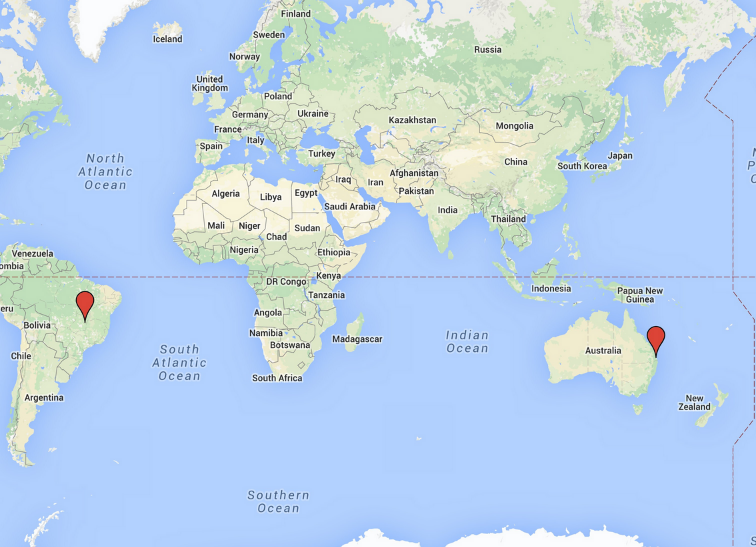 Finland
Iceland
Sweden
Russia
Norway
United
Kingdom
Poland
Germany
Ukraine
Kazakhstan
Mongolia
France
Italy
Spain
Turkey
Japan
North
Atlantic
Ocean
China
South Korea
Iraq
Iran
Afghanistan
Pakistan
Algeria
Libya
Egypt
Saudi Arabia
India
Thailand
Mali
Niger
Chad
Sudan
Nigeria
Ethiopia
Venezuela
ombia
Kenya
DR Congo
Tanzania
Indonesia
Papua New
Guinea
eru
Bolivia
Angola
Namibia
Botswana
Madagascar
Indian
Ocean
Australia
Chile
South
Atlantic
Ocean
South Africa
Argentina
New
Zealand
Southern
Ocean